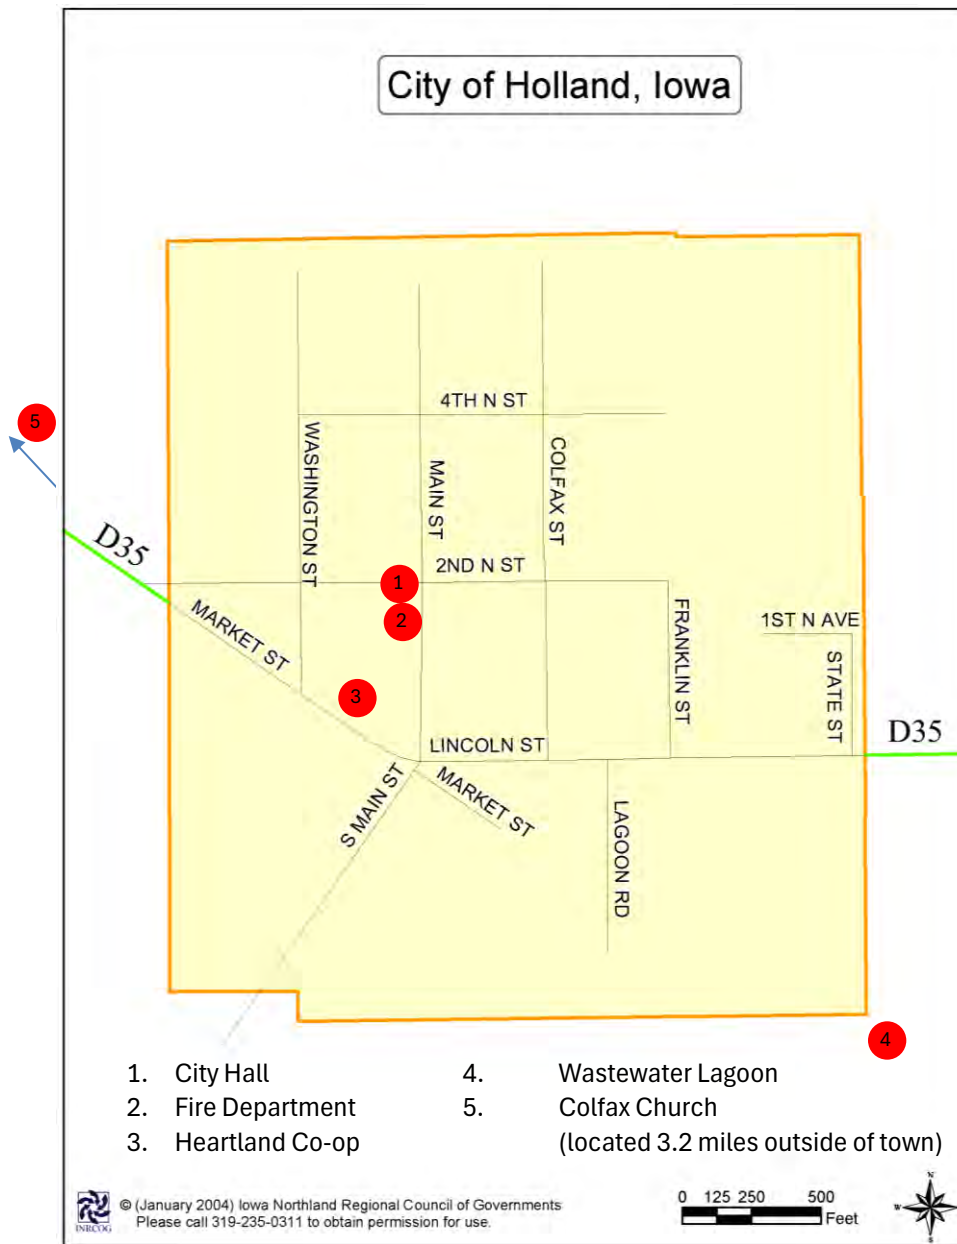 City of Holland, Iowa
4TH N ST
5
WASHINGTON ST
MAIN ST
COLFAX ST
D35
2ND N ST
1
MARKET ST
2
FRANKLIN ST
1ST N AVE
STATE ST
3
D35
LINCOLN ST
S MAIN ST
MARKET ST
LAGOON RD
4
1. City Hall
2. Fire Department
3. Heartland Co-op
4. Wastewater Lagoon
5. Colfax Church
(located 3.2 miles outside of town)
INRCOG
© (January 2004) Iowa Northland Regional Council of Governments
Please call 319-235-0311 to obtain permission for use.
0 125 250 500
Feet
N
W E
S